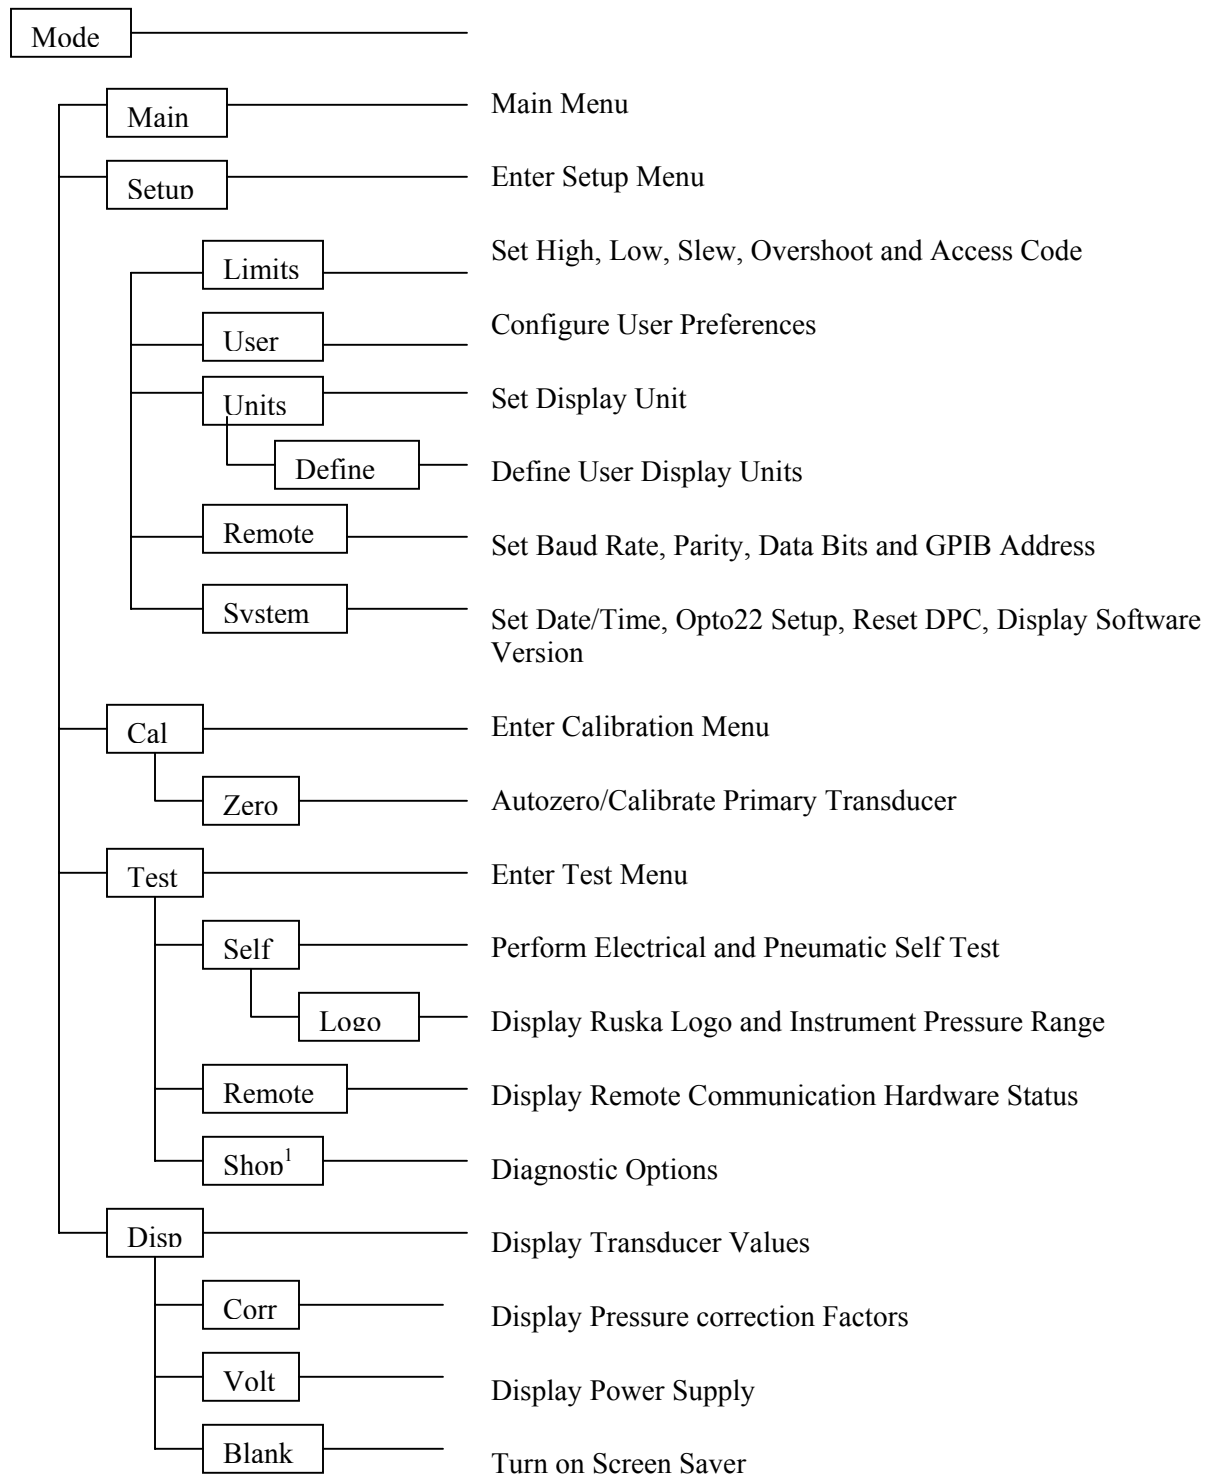 Mode
Main Main Menu
Setup Enter Setup Menu
Limits Set High, Low, Slew, Overshoot and Access Code
User Configure User Preferences
Units Set Display Unit
Define Define User Display Units
Remote Set Baud Rate, Parity, Data Bits and GPIB Address
System Set Date/Time, Opto22 Setup, Reset DPC, Display Software
Version
Cal Enter Calibration Menu
Zero Autozero/Calibrate Primary Transducer
Test Enter Test Menu
Self Perform Electrical and Pneumatic Self Test
Logo Display Ruska Logo and Instrument Pressure Range
Remote Display Remote Communication Hardware Status
Shop¹ Diagnostic Options
Disp Display Transducer Values
Corr Display Pressure correction Factors
Volt Display Power Supply
Blank Turn on Screen Saver